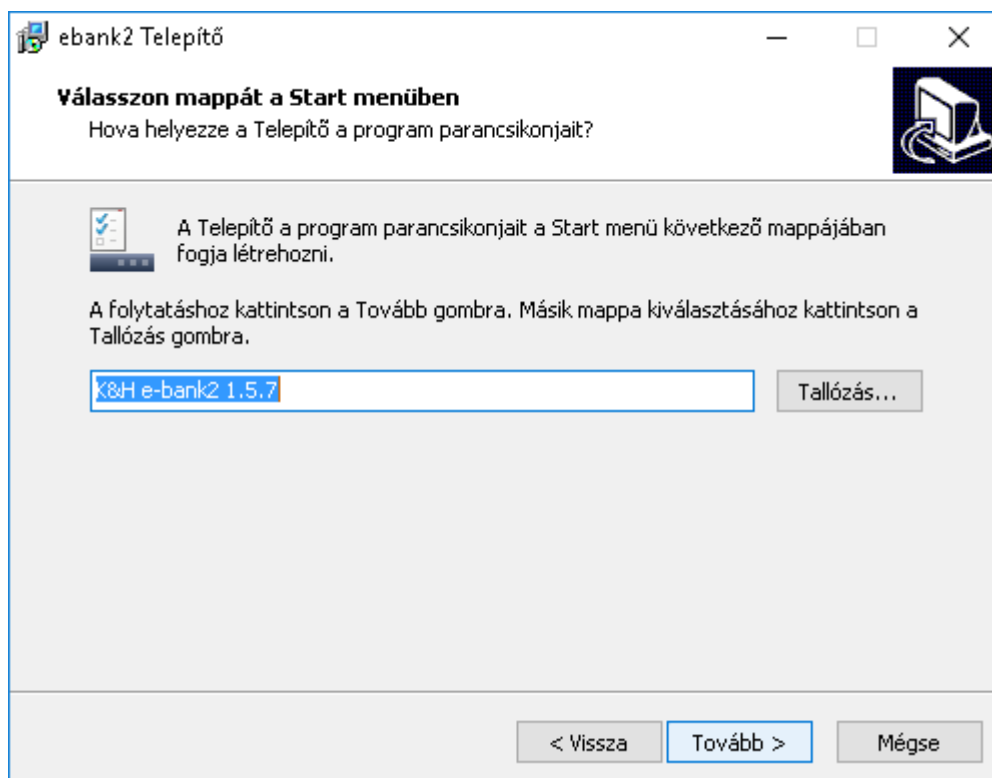 ebank2 Telepítő
Válasszon mappát a Start menüben
Hova helyezze a Telepítő a program parancsikonjait?
A Telepítő a program parancsikonjait a Start menü következő mappájában
fogja létrehozni.
A folytatáshoz kattintson a Tovább gombra. Másik mappa kiválasztásához kattintson a
Tallózás gombra.
K&H e-bank2 1.5.7
Tallózás...
< Vissza
Tovább >
Mégse